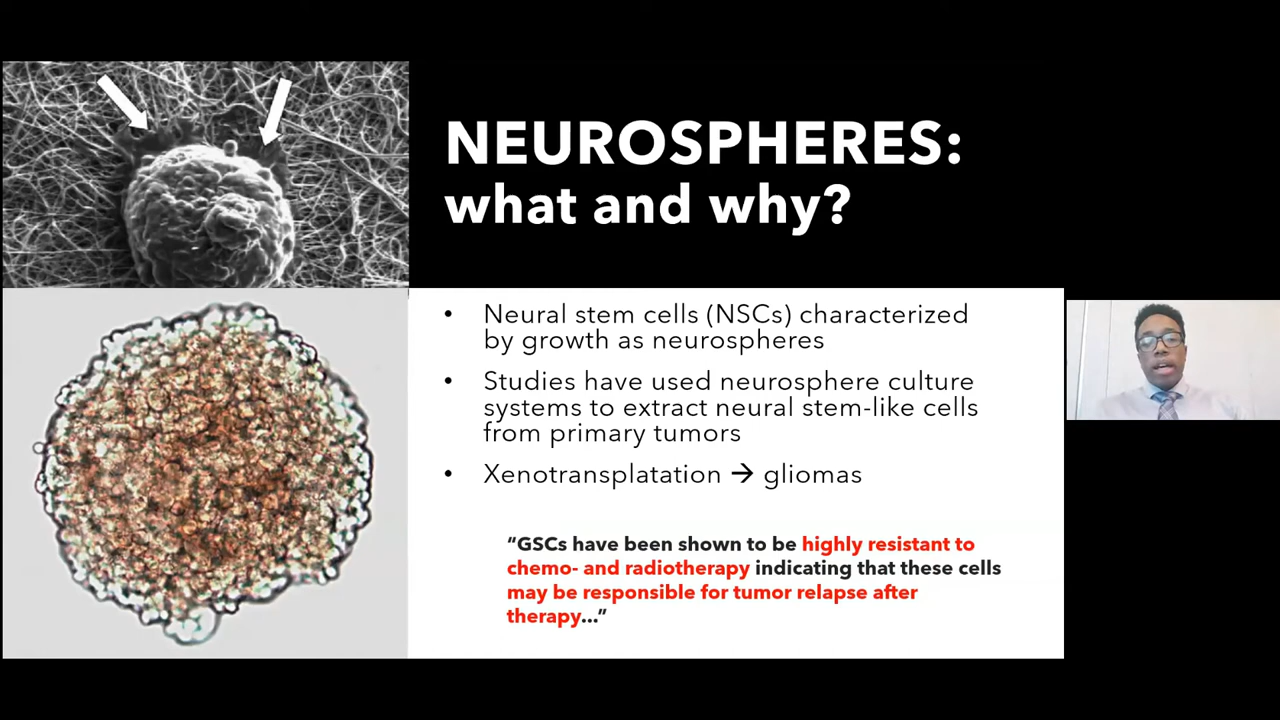 NEUROSPHERES:
what and why?
• Neural stem cells (NSCs) characterized
by growth as neurospheres
• Studies have used neurosphere culture
systems to extract neural stem-like cells
from primary tumors
• Xenotransplatation → gliomas
"GSCs have been shown to be highly resistant to
chemo- and radiotherapy indicating that these cells
may be responsible for tumor relapse after
therapy..."